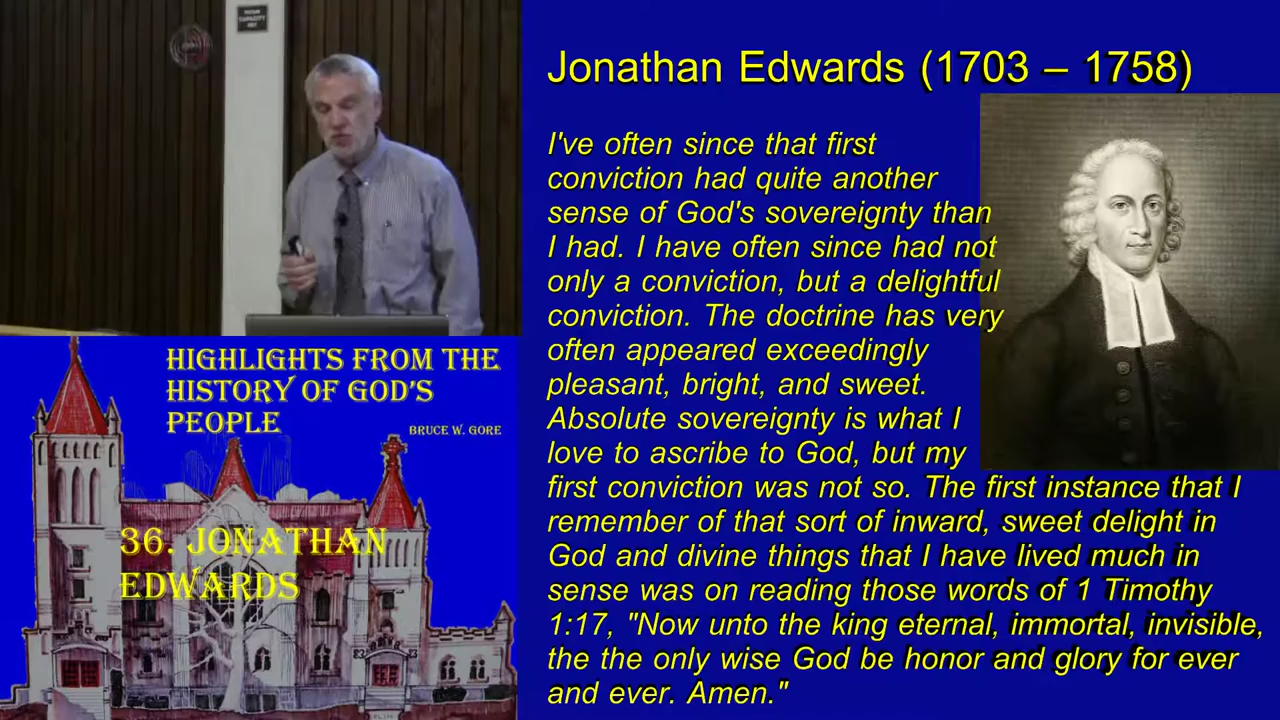 Jonathan Edwards (1703 – 1758)
I've often since that first
conviction had quite another
sense of God's sovereignty than
I had. I have often since had not
only a conviction, but a delightful
conviction. The doctrine has very
often appeared exceedingly
pleasant, bright, and sweet.
Absolute sovereignty is what I
love to ascribe to God, but my
first conviction was not so. The first instance that I
remember of that sort of inward, sweet delight in
God and divine things that I have lived much in
sense was on reading those words of 1 Timothy
1:17, "Now unto the king eternal, immortal, invisible,
the the only wise God be honor and glory for ever
and ever. Amen."
HIGHLIGHTS FROM THE
HISTORY OF GOD'S
PEOPLE
BRUCE W. GORE
36. JONATHAN
EDWARDS